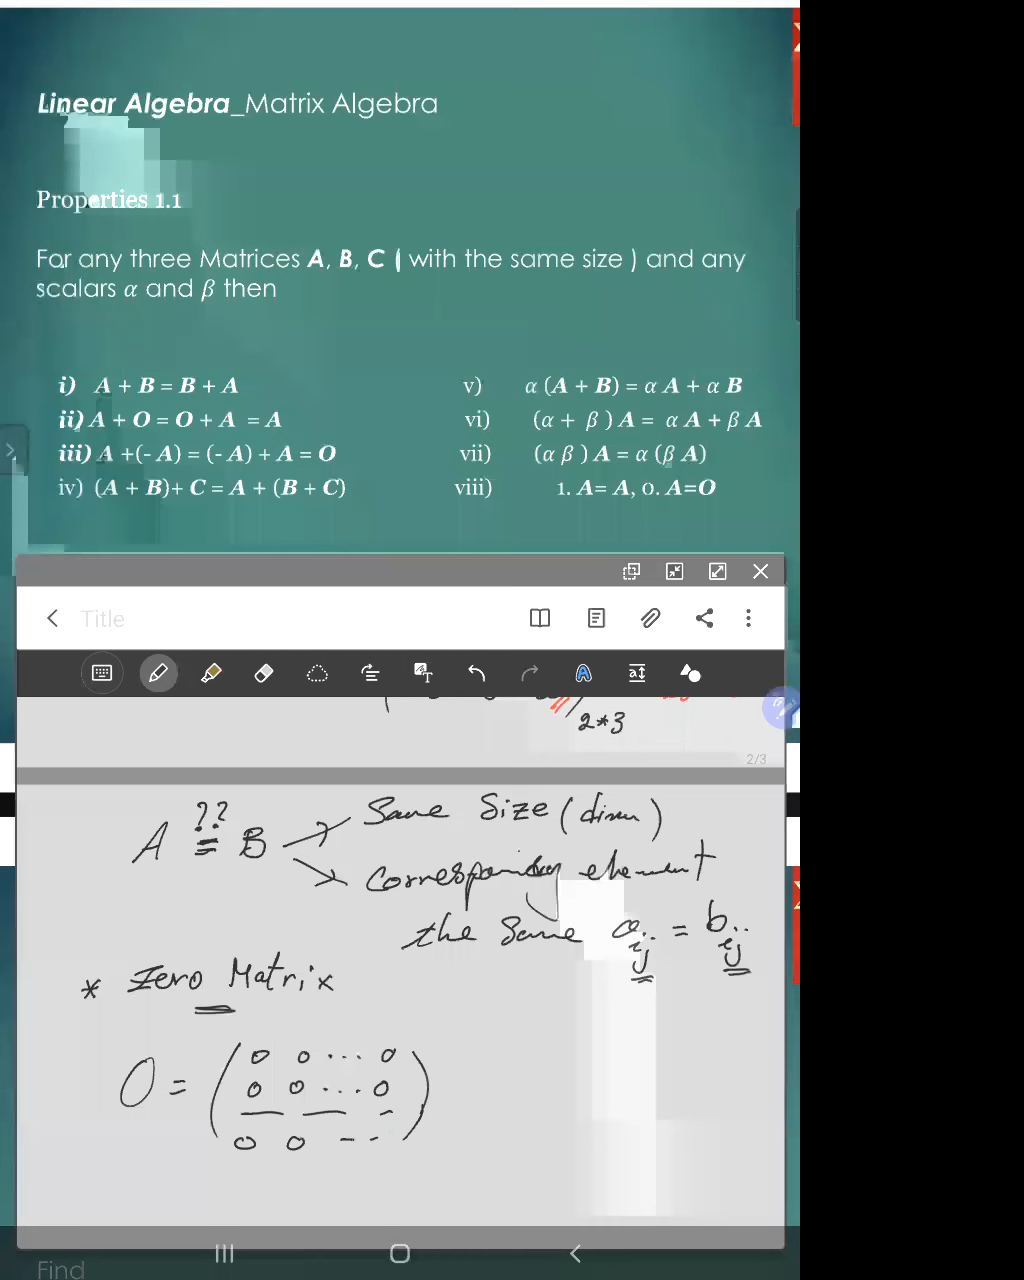 Linear Algebra_Matrix Algebra
Properties 1.1
For any three Matrices A, B, C ( with the same size ) and any
scalars α and β then
i) A + B = B + A
ii) A + O = O + A = A
iii) A +(- A) = (- A) + A = O
iv) (A + B)+ C = A + (B + C)
v) α (A + B) = α A + α B
vi) (α + β ) A = α A + β A
vii) (α β ) A = α (β A)
viii) 1. A= A, 0. A=O
Title
2*3
2/3
A ??= B Same Size (dim)
corresponding element
the same aij = bij
* Zero Matrix
O = ( 0 0 ... 0
0 0 ... 0
0 0 -- )
Find